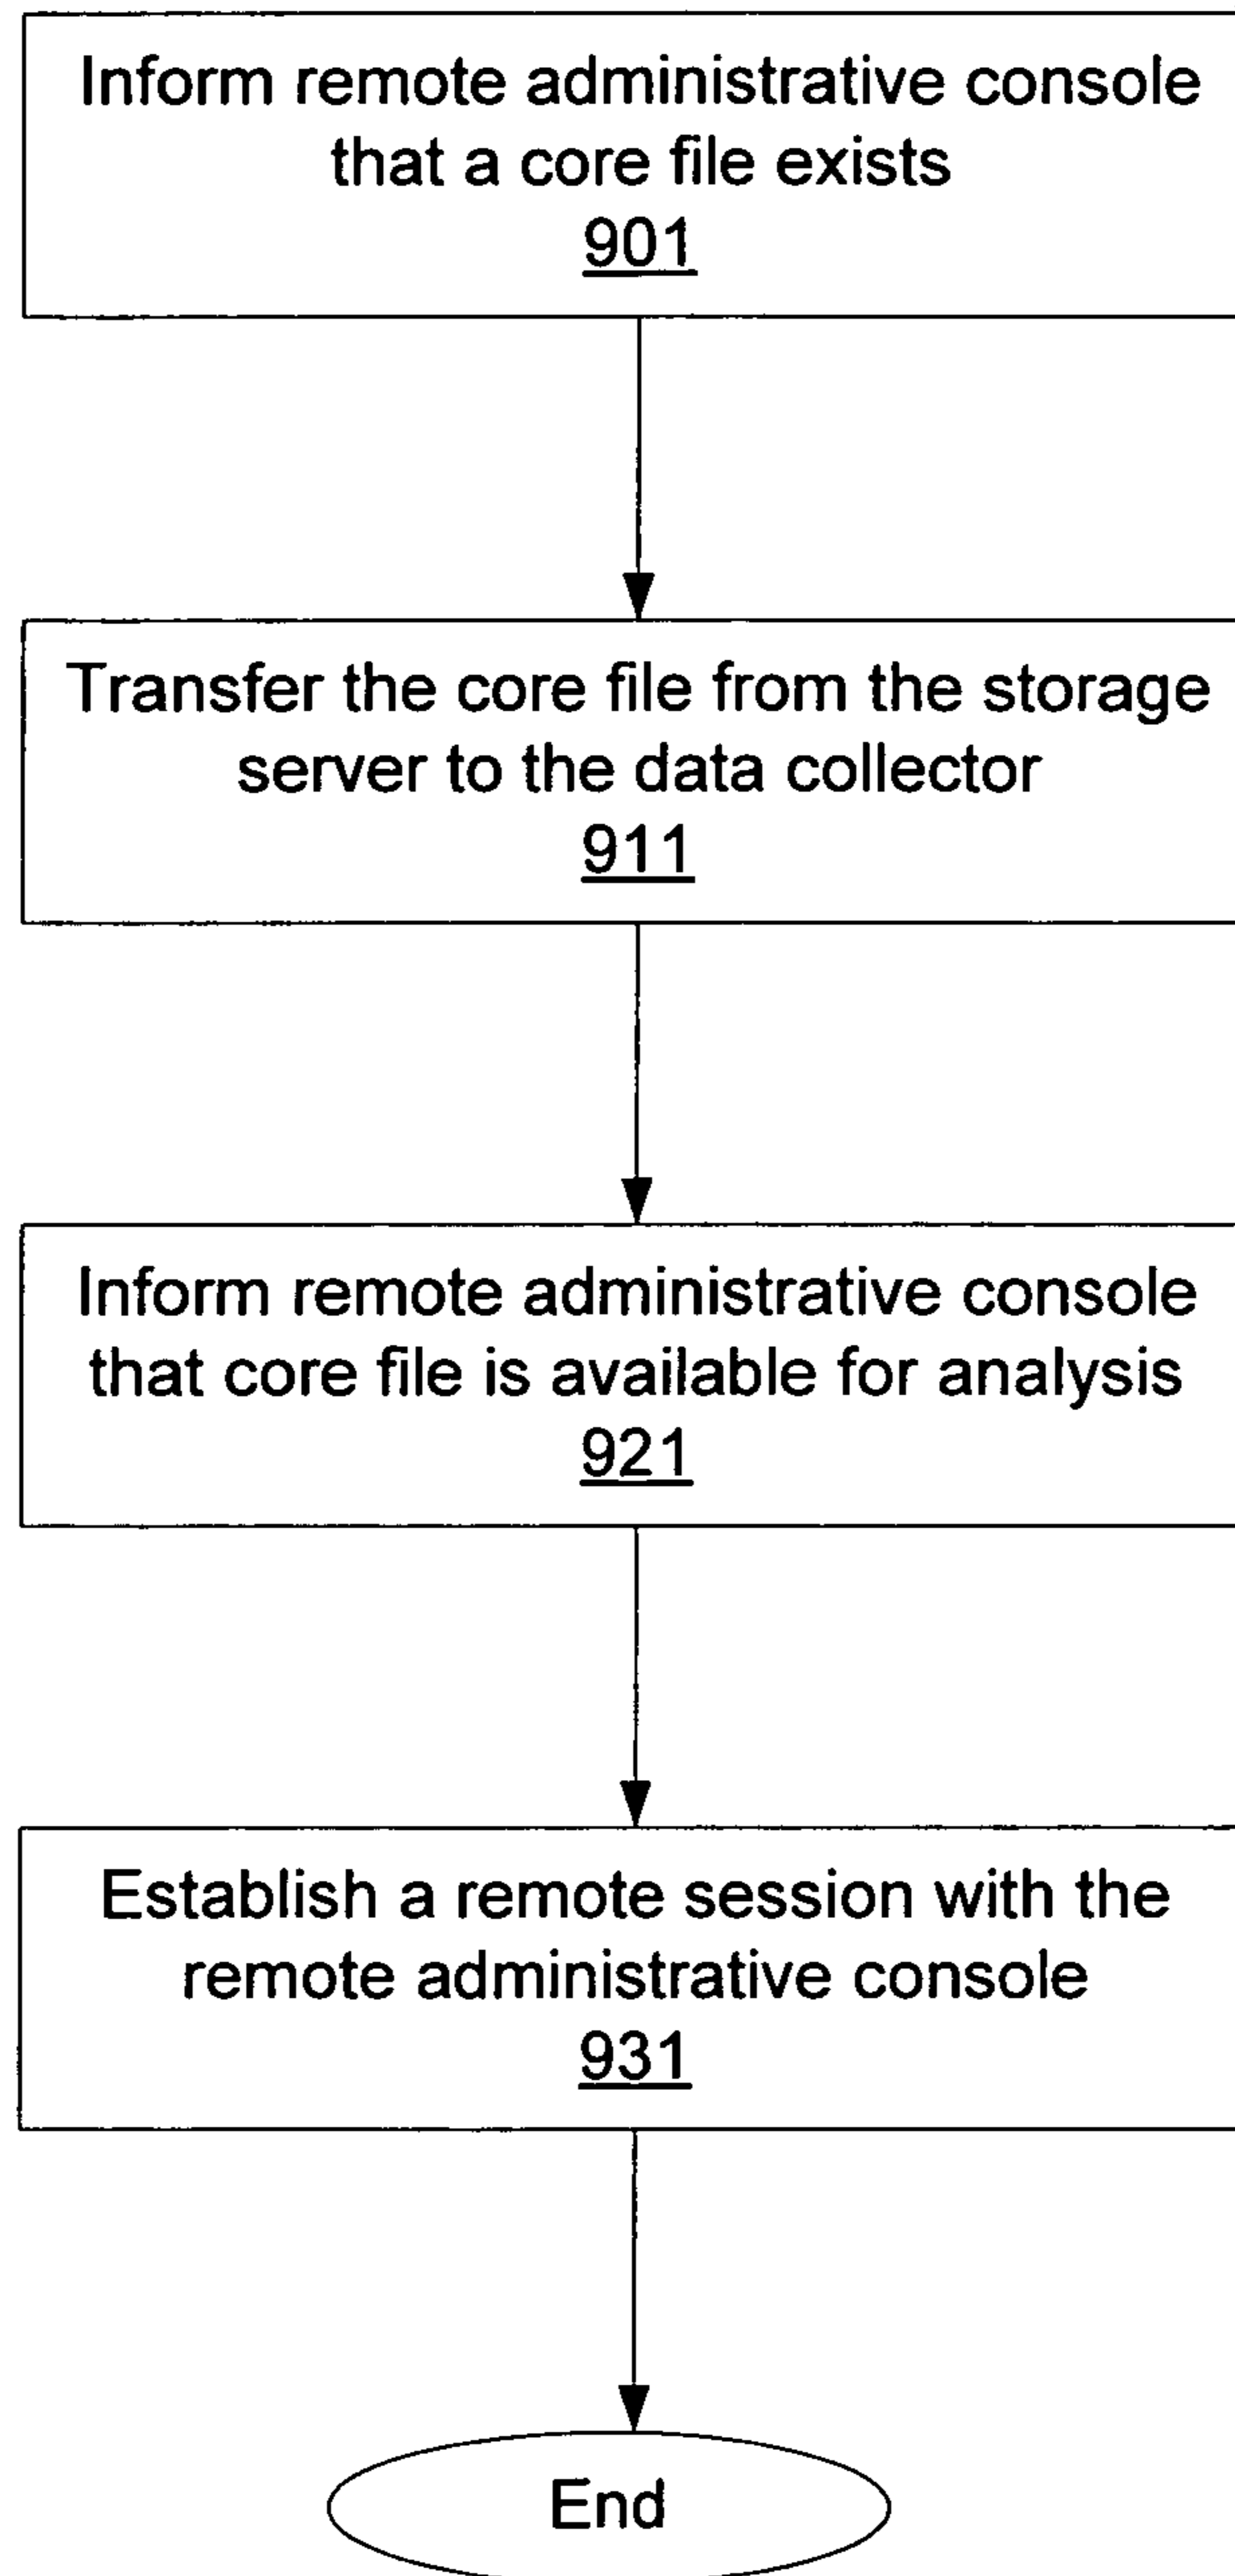 Inform remote administrative console
that a core file exists
901
Transfer the core file from the storage
server to the data collector
911
Inform remote administrative console
that core file is available for analysis
921
Establish a remote session with the
remote administrative console
931
End